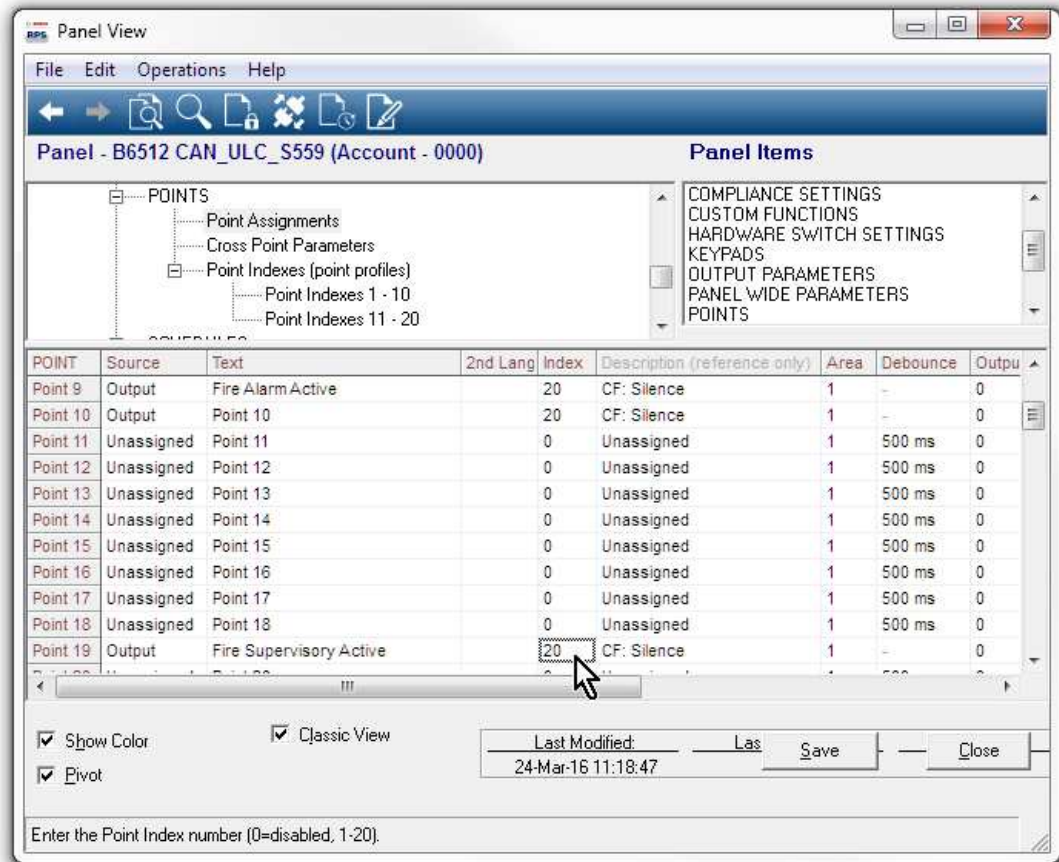 RPS Panel View
File Edit Operations Help
Panel - B6512 CAN_ULC_S559 (Account - 0000)
Panel Items
POINTS
Point Assignments
Cross Point Parameters
Point Indexes (point profiles)
Point Indexes 1 - 10
Point Indexes 11 - 20
COMPLIANCE SETTINGS
CUSTOM FUNCTIONS
HARDWARE SWITCH SETTINGS
KEYPADS
OUTPUT PARAMETERS
PANEL WIDE PARAMETERS
POINTS
POINT Source Text 2nd Lang Index Description (reference only) Area Debounce Outpu
Point 9 Output Fire Alarm Active 20 CF: Silence 1 - 0
Point 10 Output Point 10 20 CF: Silence 1 - 0
Point 11 Unassigned Point 11 0 Unassigned 1 500 ms 0
Point 12 Unassigned Point 12 0 Unassigned 1 500 ms 0
Point 13 Unassigned Point 13 0 Unassigned 1 500 ms 0
Point 14 Unassigned Point 14 0 Unassigned 1 500 ms 0
Point 15 Unassigned Point 15 0 Unassigned 1 500 ms 0
Point 16 Unassigned Point 16 0 Unassigned 1 500 ms 0
Point 17 Unassigned Point 17 0 Unassigned 1 500 ms 0
Point 18 Unassigned Point 18 0 Unassigned 1 500 ms 0
Point 19 Output Fire Supervisory Active 20 CF: Silence 1 - 0
Show Color
Classic View
Pivot
Last Modified:
24-Mar-16 11:18:47
Las
Save
Close
Enter the Point Index number (0=disabled, 1-20).